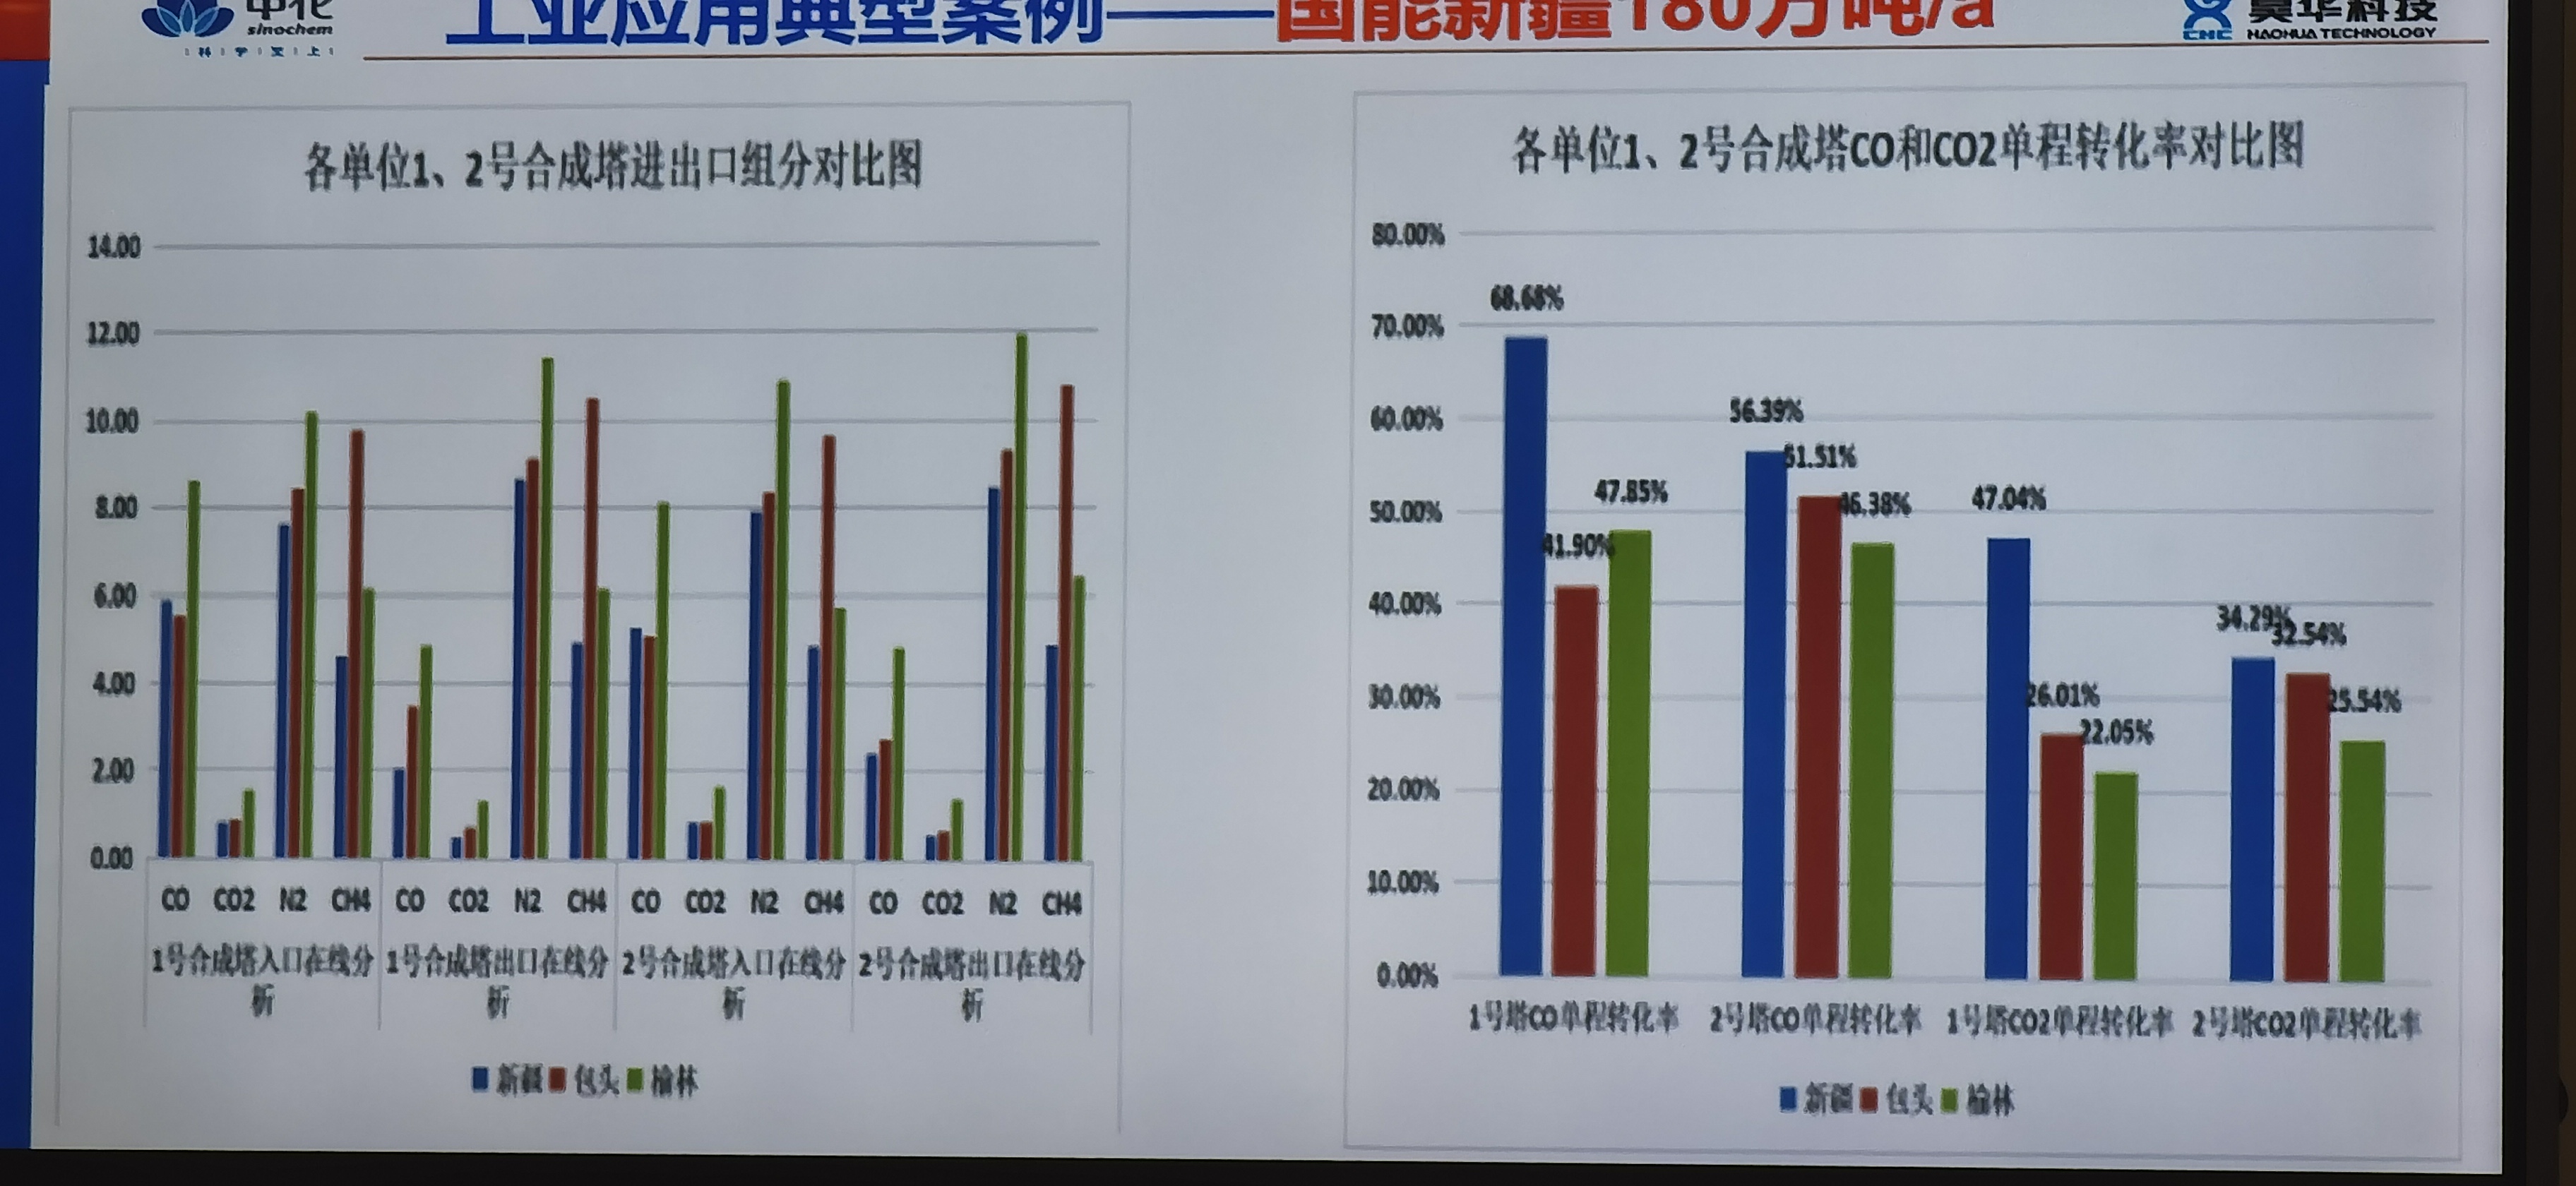 中化
sinochem
科学至上
工业应用典型案例——国能新疆180万吨/a
CHC
昊华科技
HAOHUA TECHNOLOGY
各单位1、2号合成塔进出口组分对比图
14.00
12.00
10.00
8.00
6.00
4.00
2.00
0.00
CO CO2 N2 CH4 CO CO2 N2 CH4 CO CO2 N2 CH4 CO CO2 N2 CH4
1号合成塔入口在线分
析
1号合成塔出口在线分
析
2号合成塔入口在线分
析
2号合成塔出口在线分
析
新疆 包头 榆林
各单位1、2号合成塔CO和CO2单程转化率对比图
80.00%
70.00%
60.00%
50.00%
40.00%
30.00%
20.00%
10.00%
0.00%
68.68%
41.90%
47.85%
56.39%
51.51%
46.38%
47.04%
26.01%
22.05%
34.29%
32.54%
25.54%
1号塔CO单程转化率 2号塔CO单程转化率 1号塔CO2单程转化率 2号塔CO2单程转化率
新疆 包头 榆林